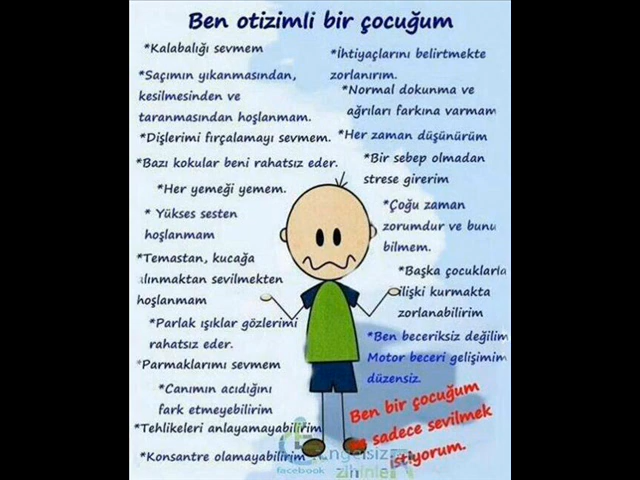 Ben otizimli bir çocuğum
*Kalabalığı sevmem
*Saçımın yıkanmasından,
kesilmesinden ve
taranmasından hoşlanmam.
*Dişlerimi fırçalamayı sevmem.
*Bazı kokular beni rahatsız eder.
*Her yemeği yemem.
* Yükses sesten
hoşlanmam
*Temastan, kucağa
alınmaktan sevilmekten
hoşlanmam
*Parlak ışıklar gözlerimi
rahatsız eder.
*Parmaklarımı sevmem
*Canımın acıdığını
fark etmeyebilirim
*Tehlikeleri anlayamayabilirim
*Konsantre olamayabilirim
*İhtiyaçlarını belirtmekte
zorlanırım.
*Normal dokunma ve
ağrıları farkına varmam
*Her zaman düşünürüm
*Bir sebep olmadan
strese girerim
*Çoğu zaman
zorumdur ve bunu
bilmem.
*Başka çocuklarla
ilişki kurmakta
zorlanabilirim
*Ben beceriksiz değilim
Motor beceri gelişimim
düzensiz
Ben bir çocuğum
sadece sevilmek
istiyorum.
Engelsiz
facebook
zihinler